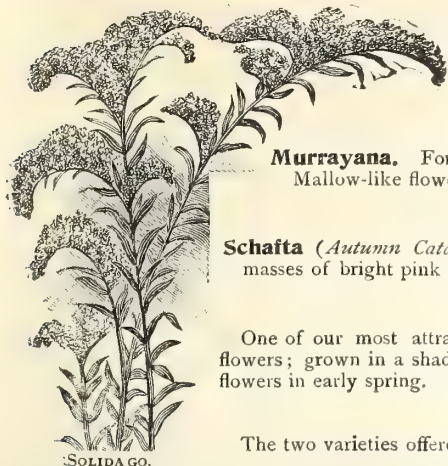 Murrayana. For
Mallow-like flowe
Schafta (Autumn Catc
masses of bright pink
One of our most attra
flowers; grown in a shad
flowers in early spring.
The two varieties offere
SOLIDAGO.